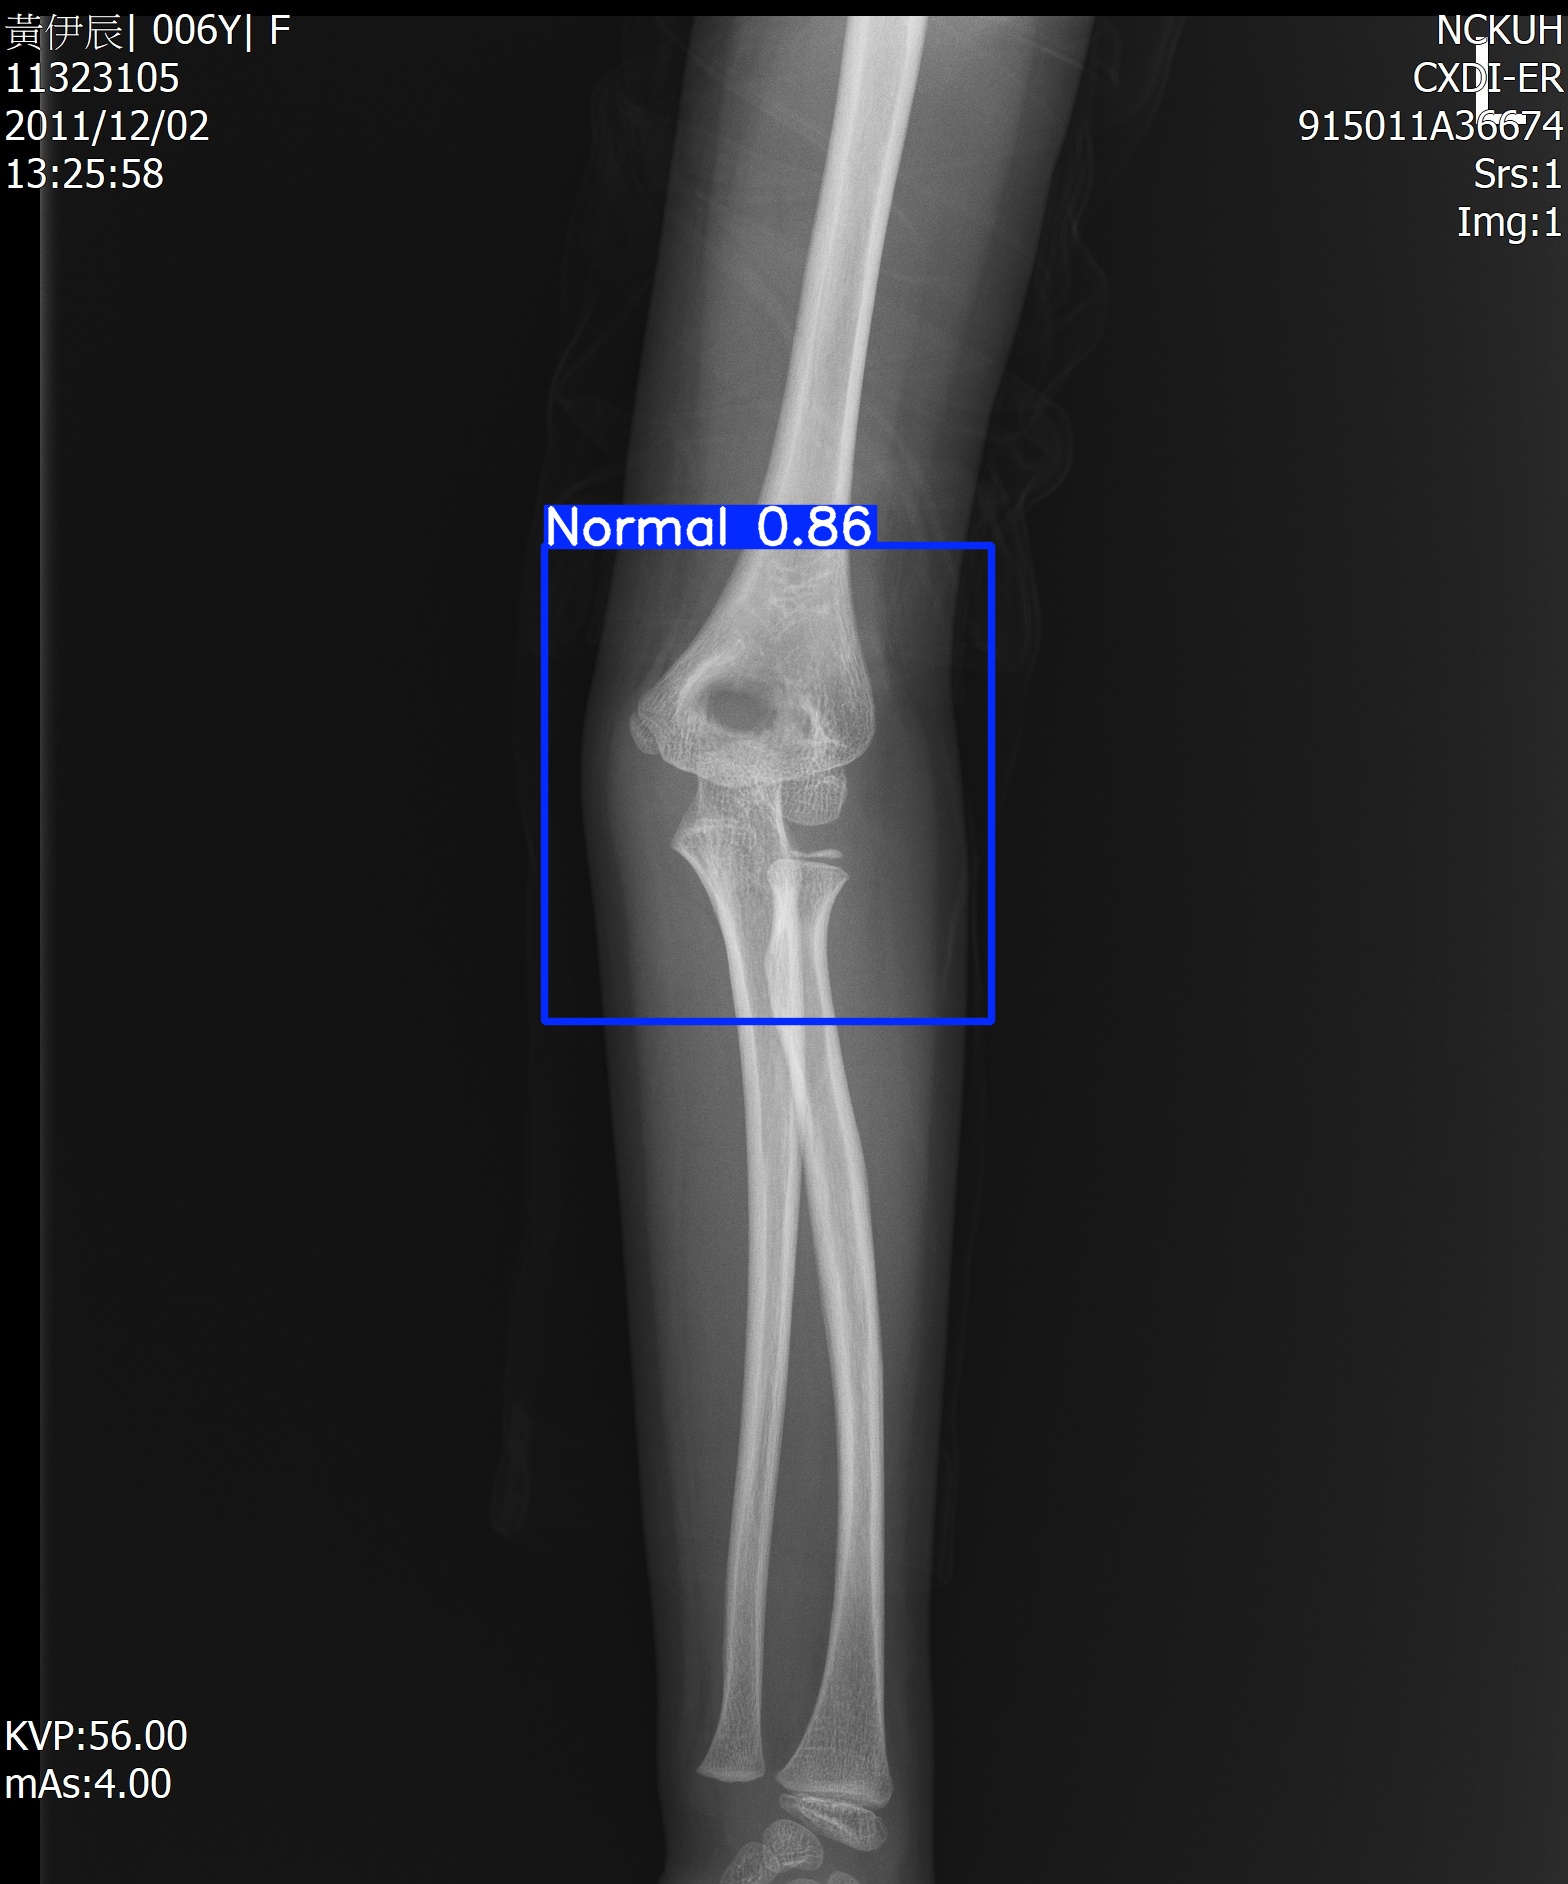 黃伊辰| 006Y| F
11323105
2011/12/02
13:25:58
NCKUH
CXDI-ER
915011A36674
Srs:1
Img:1
L
Normal 0.86
KVP:56.00
mAs:4.00